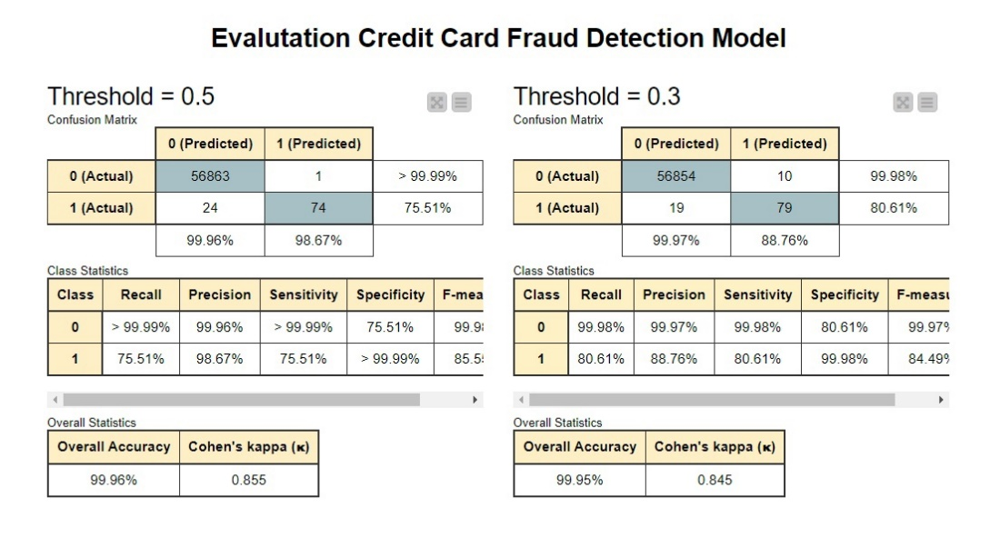 Evalutation Credit Card Fraud Detection Model
Threshold = 0.5
Confusion Matrix
0 (Predicted) 1 (Predicted)
0 (Actual) 56863 1 > 99.99%
1 (Actual) 24 74 75.51%
99.96% 98.67%
Class Statistics
Class Recall Precision Sensitivity Specificity F-mea
0 > 99.99% 99.96% > 99.99% 75.51% 99.98
1 75.51% 98.67% 75.51% > 99.99% 85.5
Overall Statistics
Overall Accuracy Cohen's kappa (κ)
99.96% 0.855
Threshold = 0.3
Confusion Matrix
0 (Predicted) 1 (Predicted)
0 (Actual) 56854 10 99.98%
1 (Actual) 19 79 80.61%
99.97% 88.76%
Class Statistics
Class Recall Precision Sensitivity Specificity F-measu
0 99.98% 99.97% 99.98% 80.61% 99.97%
1 80.61% 88.76% 80.61% 99.98% 84.49%
Overall Statistics
Overall Accuracy Cohen's kappa (κ)
99.95% 0.845